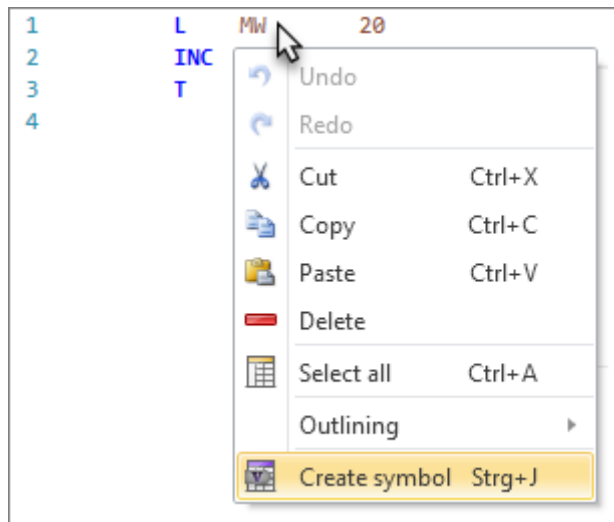 1 L MW 20
2 INC
3 T
4
Undo
Redo
Cut Ctrl+X
Copy Ctrl+C
Paste Ctrl+V
Delete
Select all Ctrl+A
Outlining
Create symbol Strg+J